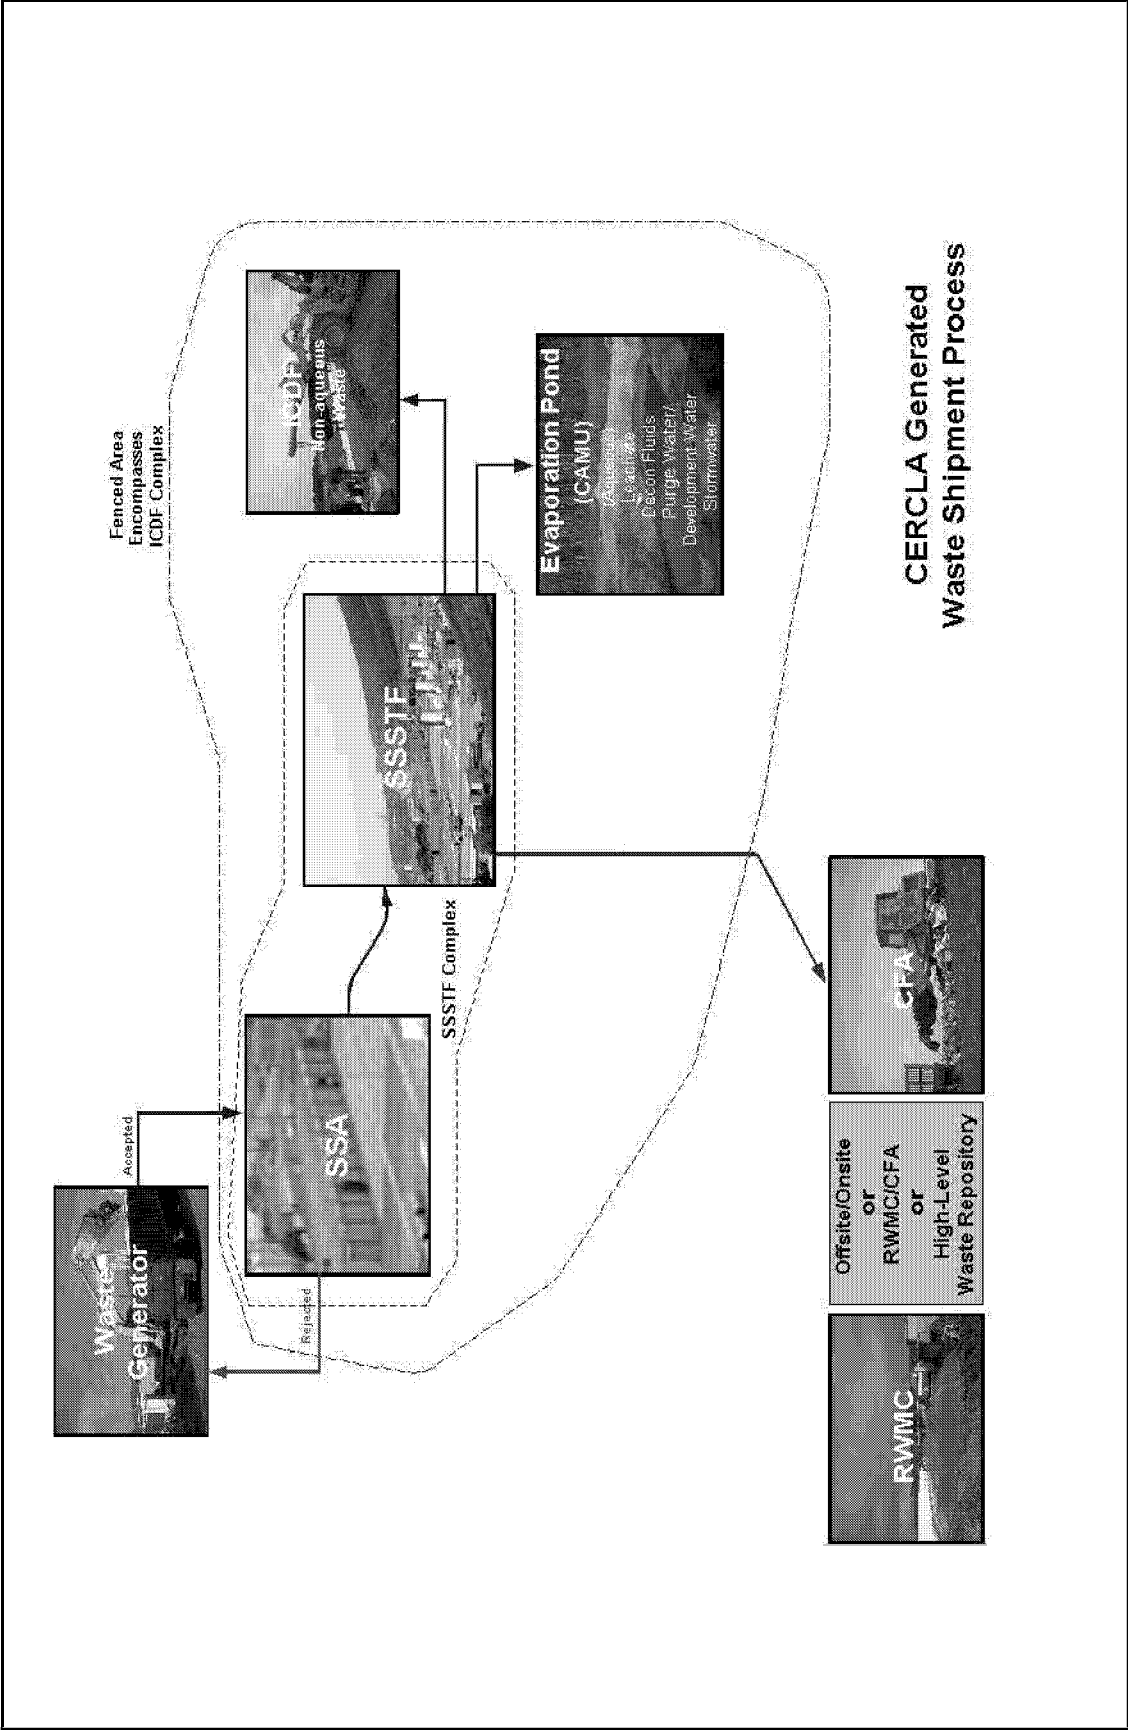 Waste
Generator
Accepted
Rejected
Fenced Area
Encompasses
ICDF Complex
SSA
SSSTF
SSSTF Complex
ICDF
Non-aqueous
Waste
Evaporation Pond
(CAMU)
(Aqueous)
Leachate
Decon Fluids
Purge Water/
Development Water
Stormwater
RWMC
Offsite/Onsite
or
RWMC/CFA
or
High-Level
Waste Repository
CFA
CERCLA Generated
Waste Shipment Process